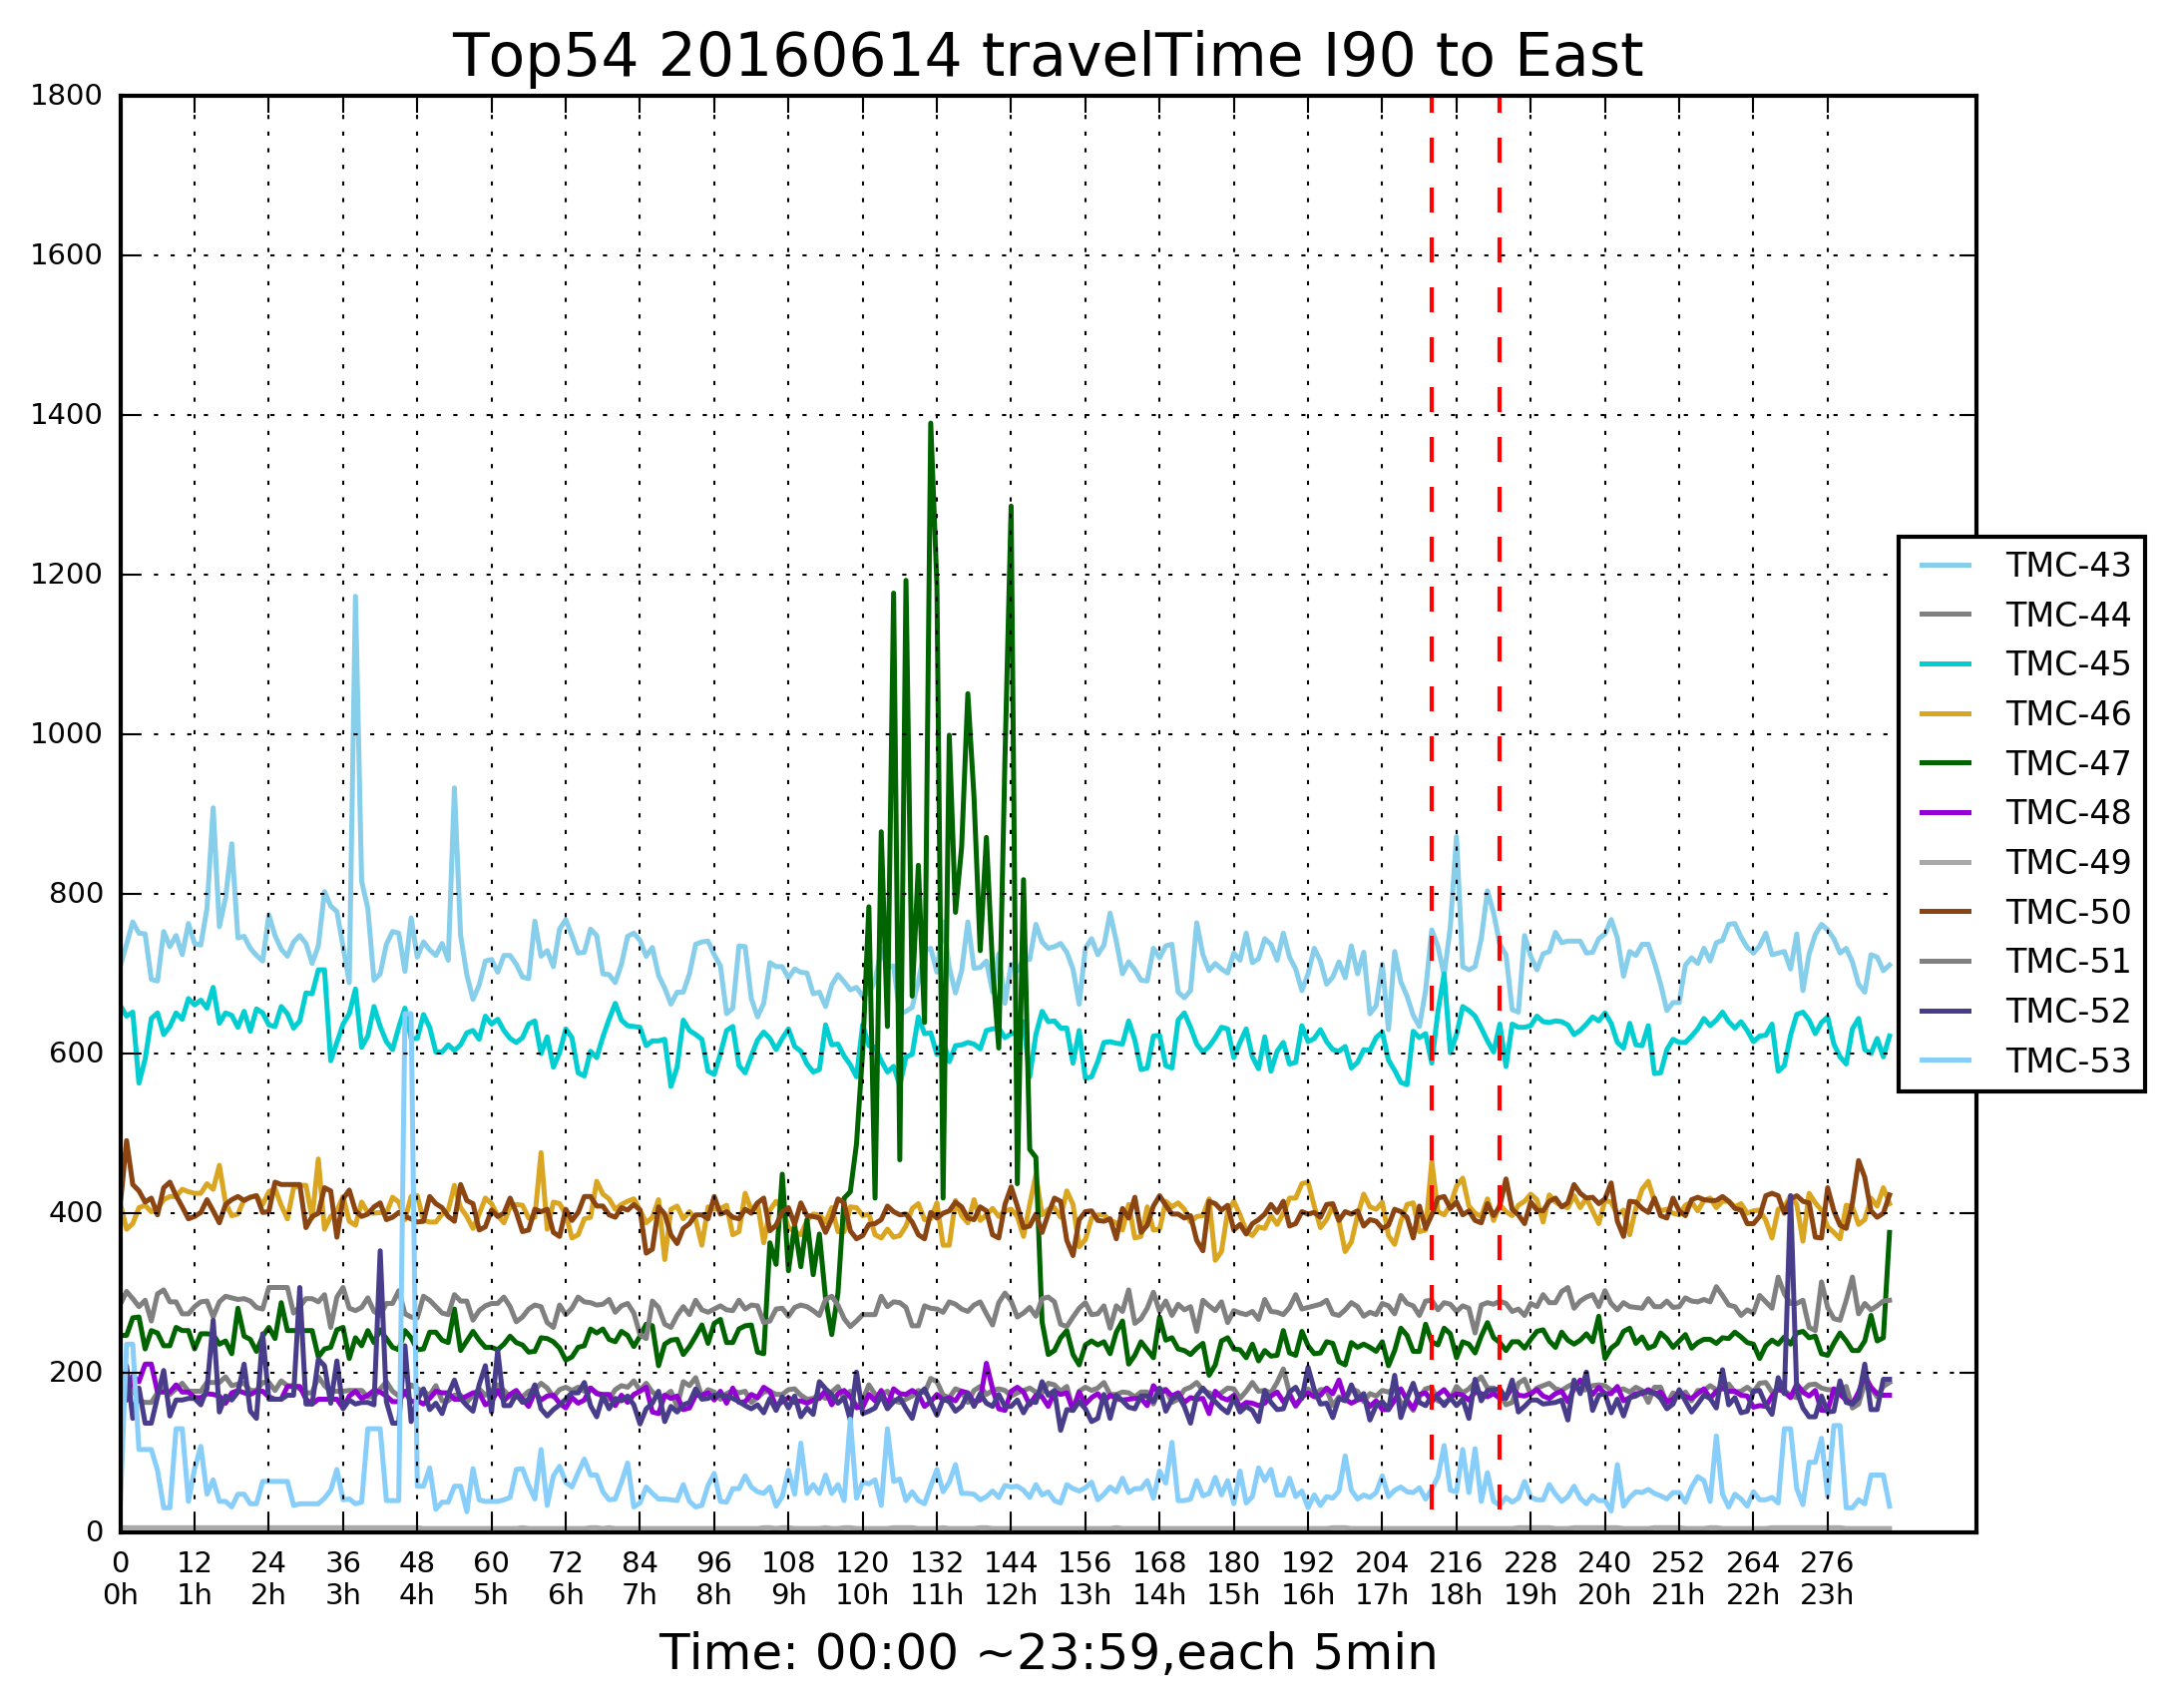 Top54 20160614 travelTime I90 to East
1800
1600
1400
1200
1000
800
600
400
200
0
TMC-43
TMC-44
TMC-45
TMC-46
TMC-47
TMC-48
TMC-49
TMC-50
TMC-51
TMC-52
TMC-53
0 12 24 36 48 60 72 84 96 108 120 132 144 156 168 180 192 204 216 228 240 252 264 276
0h 1h 2h 3h 4h 5h 6h 7h 8h 9h 10h 11h 12h 13h 14h 15h 16h 17h 18h 19h 20h 21h 22h 23h
Time: 00:00 ~23:59,each 5min